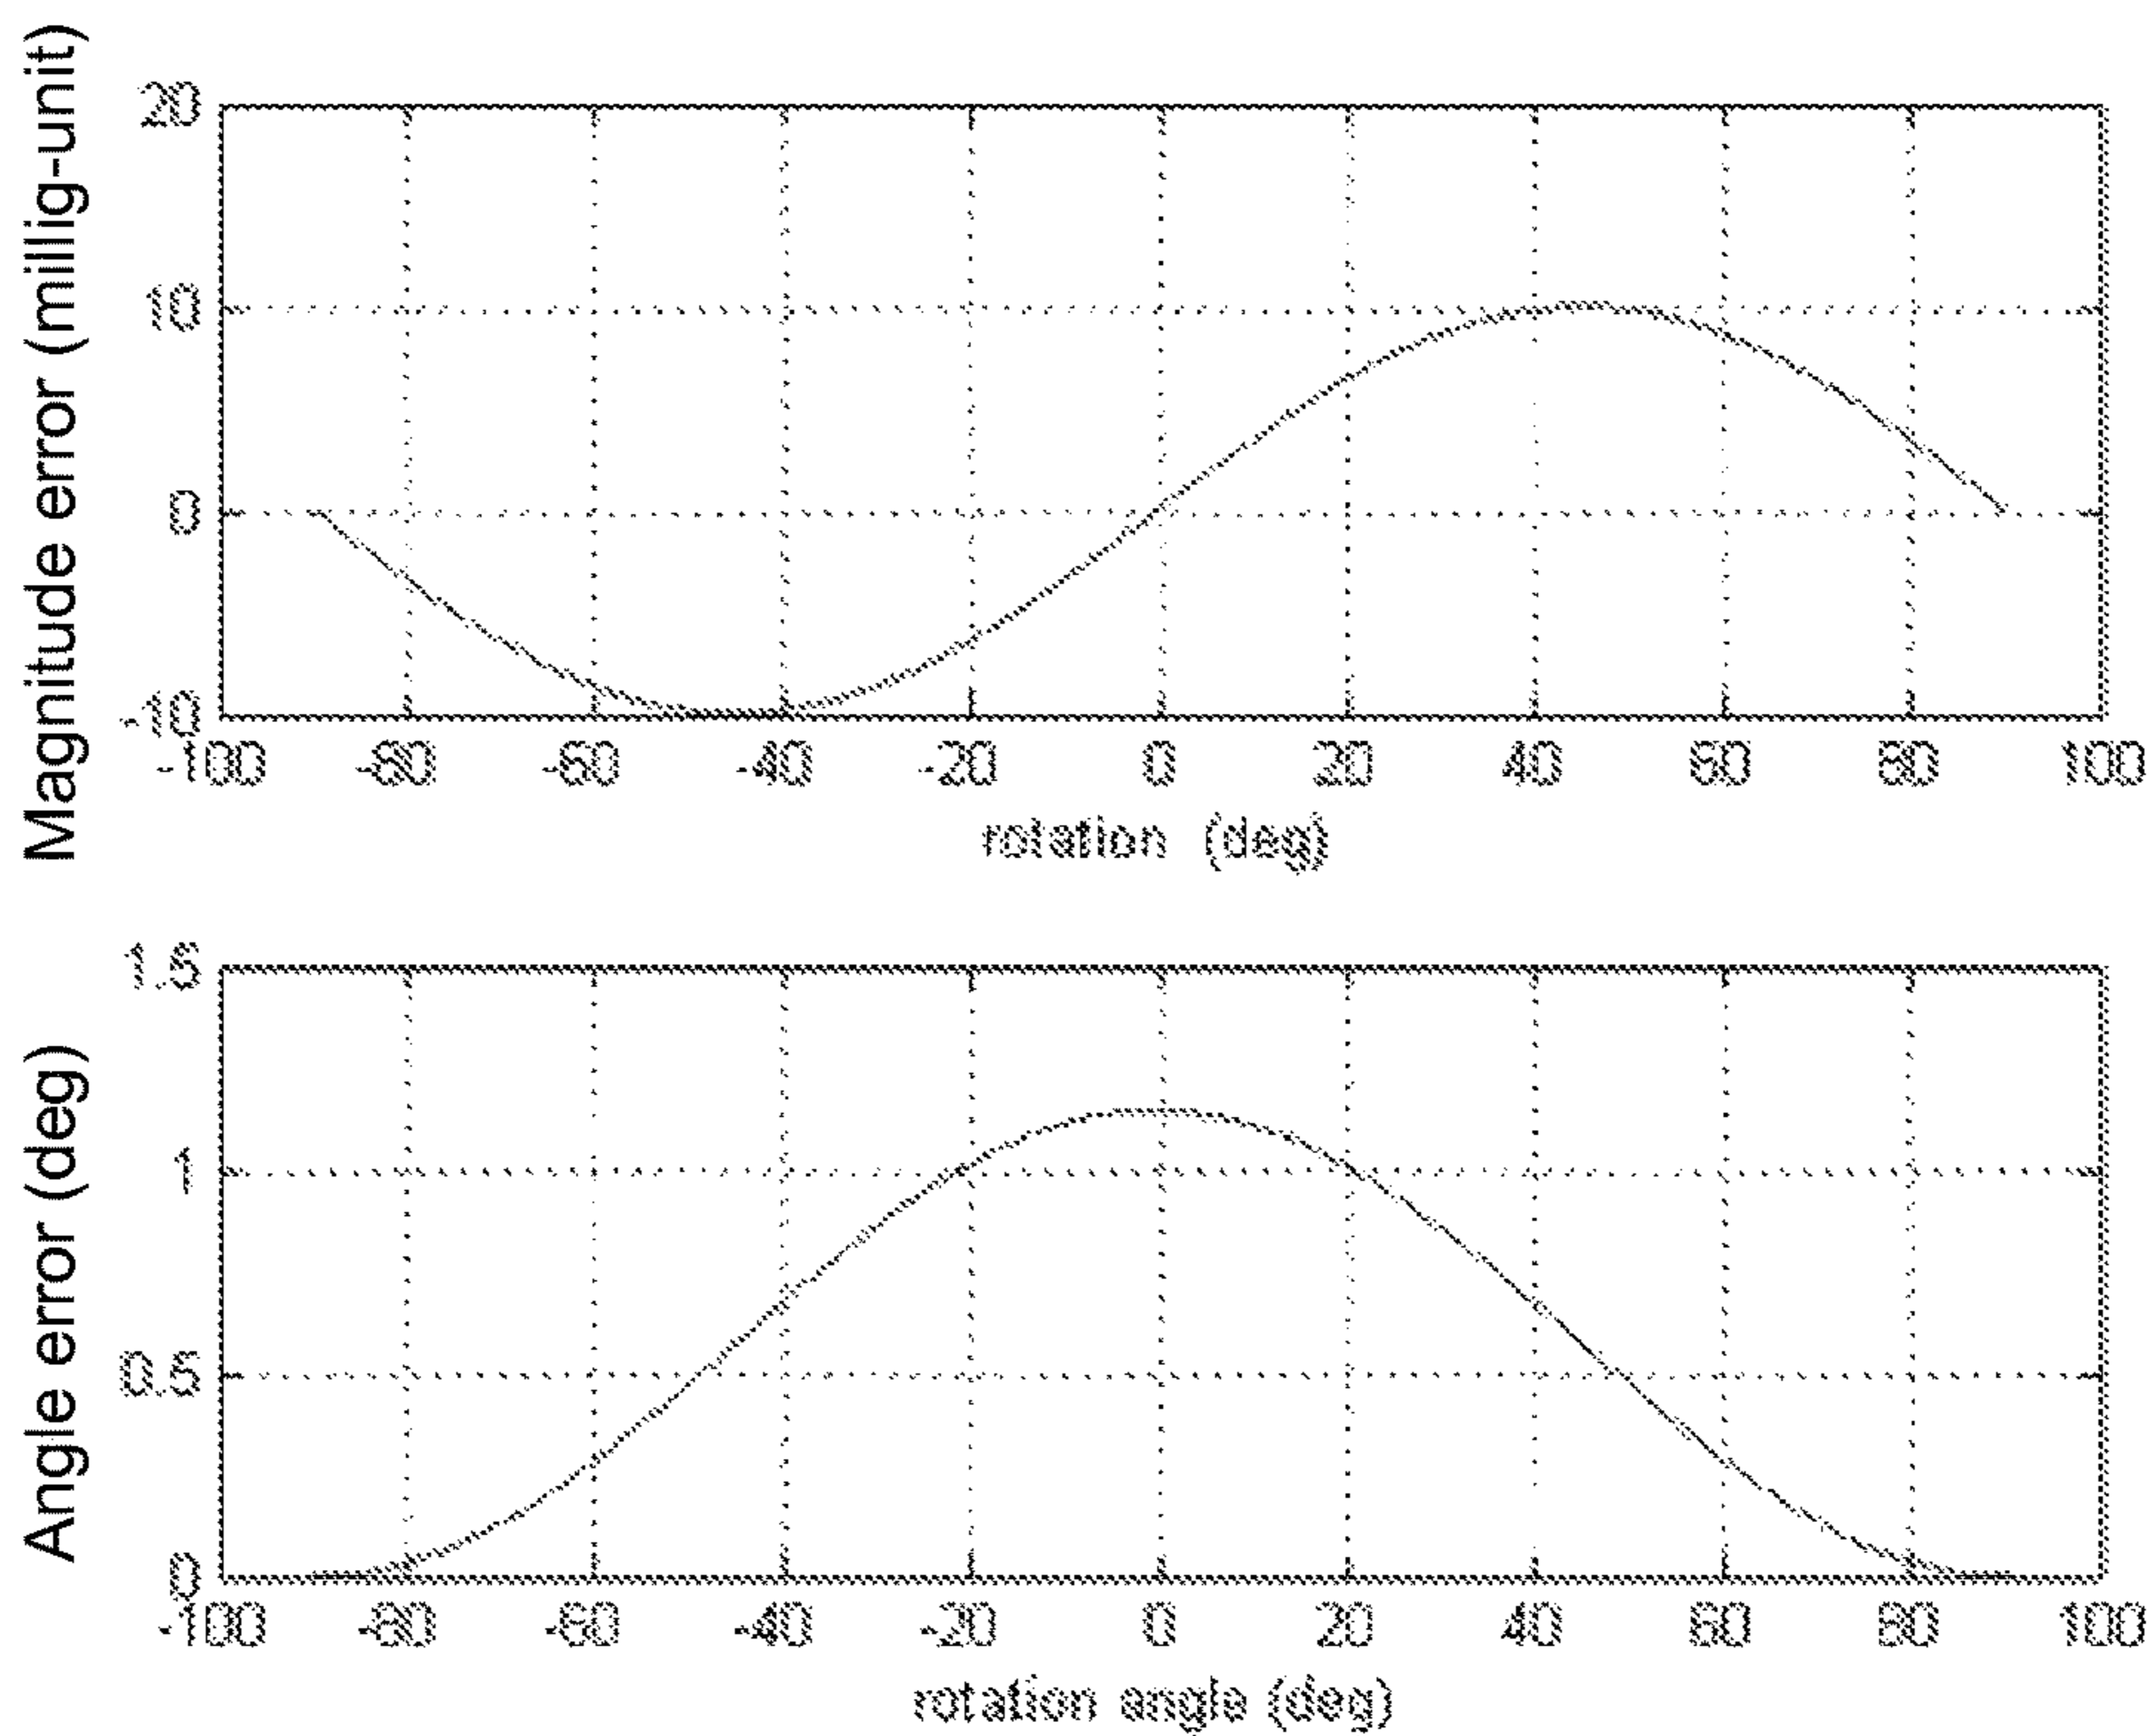 Magnitude error (millig-unit)
20
10
0
-10
-100 -80 -60 -40 -20 0 20 40 60 80 100
rotation (deg)
Angle error (deg)
1.5
1
0.5
0
-100 -80 -60 -40 -20 0 20 40 60 80 100
rotation angle (deg)